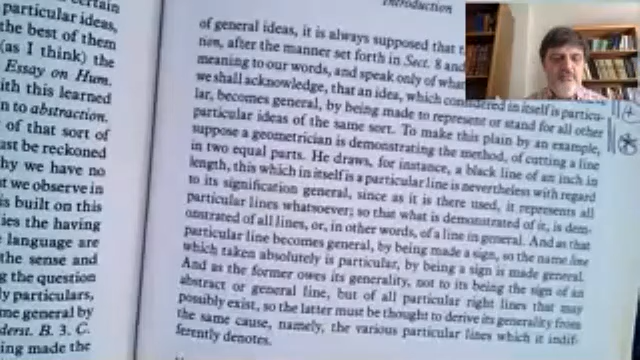 Introduction
certain
particular ideas,
the best of them
(as I think) the
Essay on Hum.
ith this learned
n to abstraction.
of that sort of
ust be reckoned
hy we have no
t we observe in
is built on this
ies the having
language are
the sense and
g the question
ly particulars,
me general by
derst. B. 3. C.
ing made the
of general ideas, it is always supposed that
tion, after the manner set forth in Sect. 8 and
meaning to our words, and speak only of what
we shall acknowledge, that an idea, which considered in itself is particu-
lar, becomes general, by being made to represent or stand for all other
particular ideas of the same sort. To make this plain by an example,
suppose a geometrician is demonstrating the method, of cutting a line
in two equal parts. He draws, for instance, a black line of an inch in
length, this which in itself is a particular line is nevertheless with regard
to its signification general, since as it is there used, it represents all
particular lines whatsoever; so that what is demonstrated of it, is dem-
onstrated of all lines, or, in other words, of a line in general. And as that
particular line becomes general, by being made a sign, so the name line
which taken absolutely is particular, by being a sign is made general.
And as the former owes its generality, not to its being the sign of an
abstract or general line, but of all particular right lines that may
possibly exist, so the latter must be thought to derive its generality from
the same cause, namely, the various particular lines which it indif-
ferently denotes.